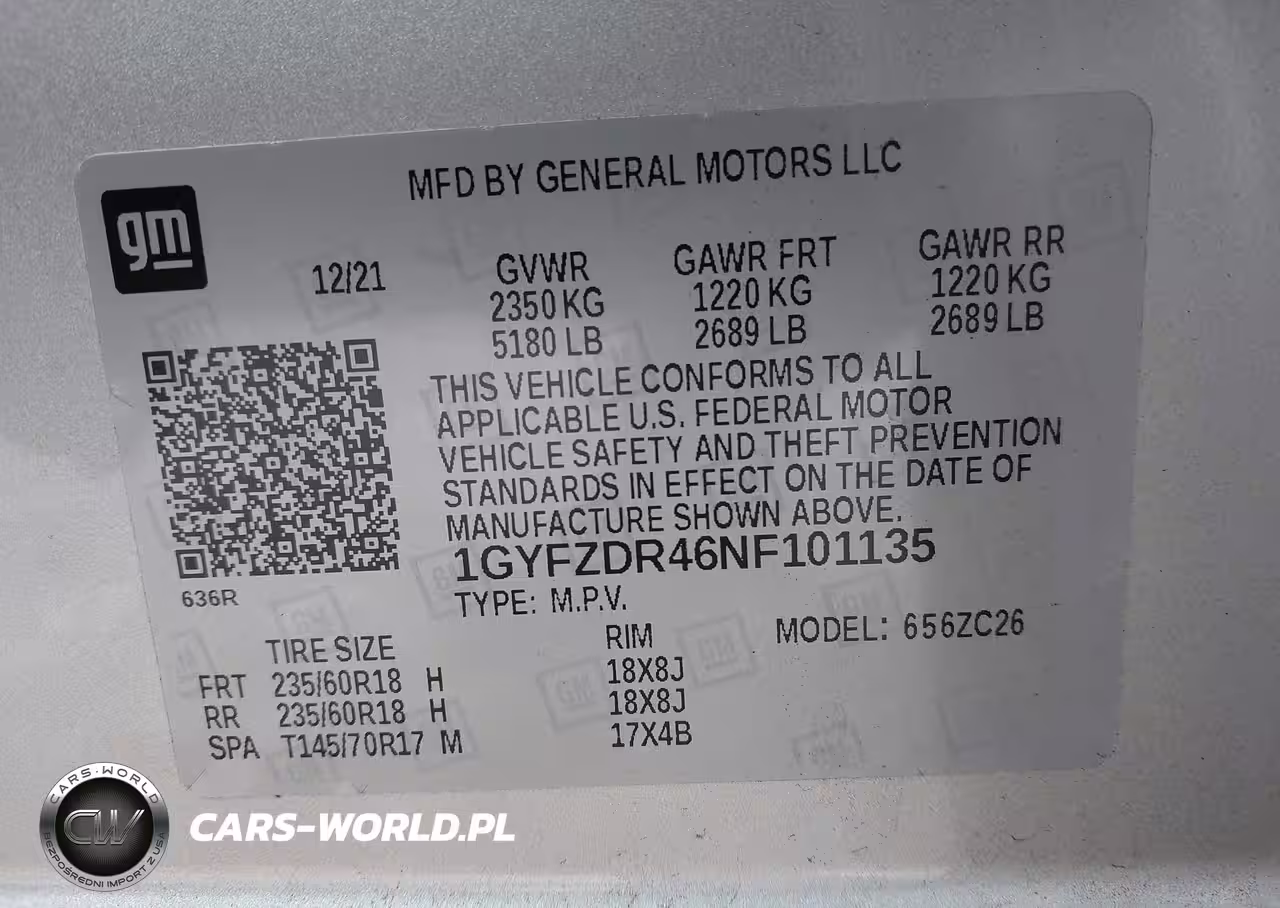 MFD BY GENERAL MOTORS LLC
gm
12/21
GVWR GAWR FRT GAWR RR
2350 KG 1220 KG 1220 KG
5180 LB 2689 LB 2689 LB
THIS VEHICLE CONFORMS TO ALL
APPLICABLE U.S. FEDERAL MOTOR
VEHICLE SAFETY AND THEFT PREVENTION
STANDARDS IN EFFECT ON THE DATE OF
MANUFACTURE SHOWN ABOVE.
1GYFZDR46NF101135
636R
TYPE: M.P.V.
TIRE SIZE RIM MODEL: 656ZC26
FRT 235/60R18 H 18X8J
RR 235/60R18 H 18X8J
SPA T145/70R17 M 17X4B
CARS-WORLD
CW
BEZPOŚREDNI IMPORT Z USA
CARS-WORLD.PL